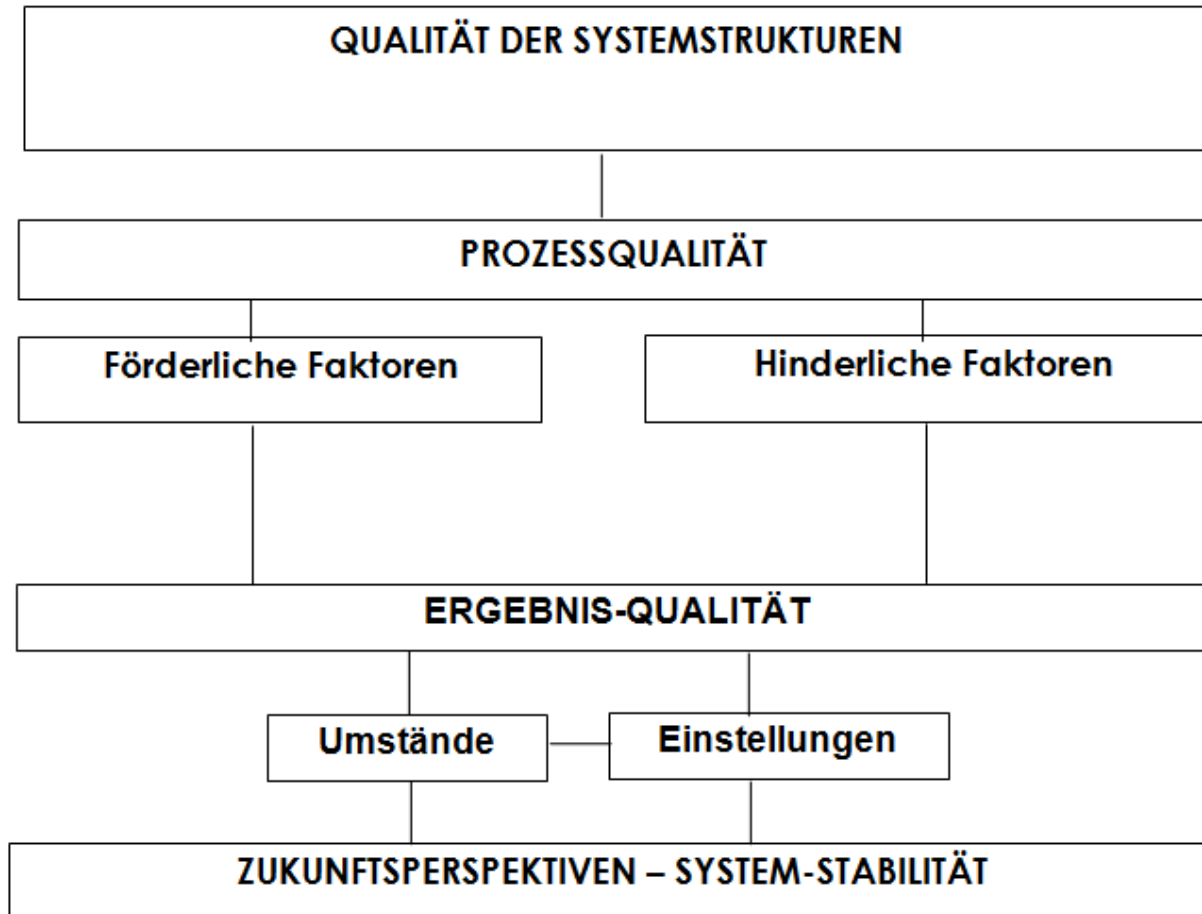 QUALITÄT DER SYSTEMSTRUKTUREN
PROZESSQUALITÄT
Förderliche Faktoren
Hinderliche Faktoren
ERGEBNIS-QUALITÄT
Umstände
Einstellungen
ZUKUNFTSPERSPEKTIVEN – SYSTEM-STABILITÄT